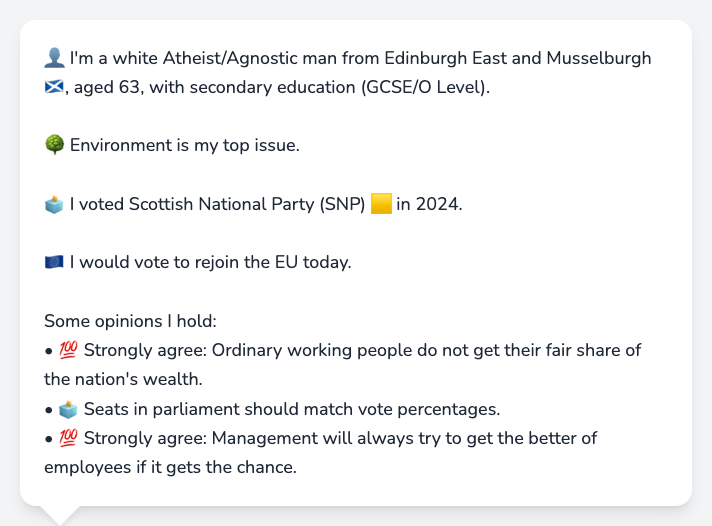 👤 I'm a white Atheist/Agnostic man from Edinburgh East and Musselburgh
🏴󠁧󠁢󠁳󠁣󠁴󠁿, aged 63, with secondary education (GCSE/O Level).
🌳 Environment is my top issue.
🗳️ I voted Scottish National Party (SNP) 🟨 in 2024.
🇪🇺 I would vote to rejoin the EU today.
Some opinions I hold:
• 💯 Strongly agree: Ordinary working people do not get their fair share of
the nation's wealth.
• 🗳️ Seats in parliament should match vote percentages.
• 💯 Strongly agree: Management will always try to get the better of
employees if it gets the chance.